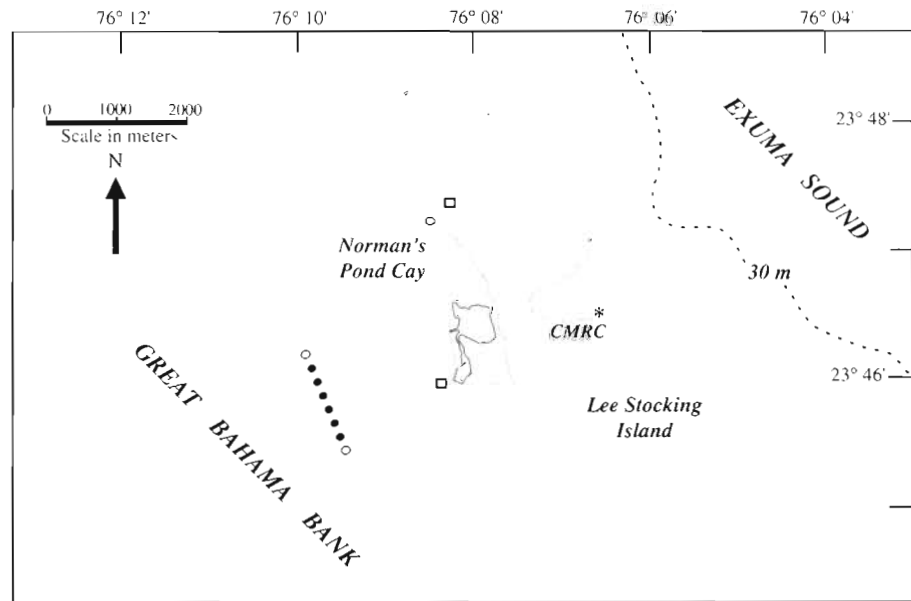 76° 12' 76° 10' 76° 08' 76° 06' 76° 04'
0 1000 2000
Scale in meters
N
EXUMA SOUND
23° 48'
Norman's
Pond Cay
30 m
*
CMRC
23° 46'
GREAT BAHAMA BANK
Lee Stocking
Island